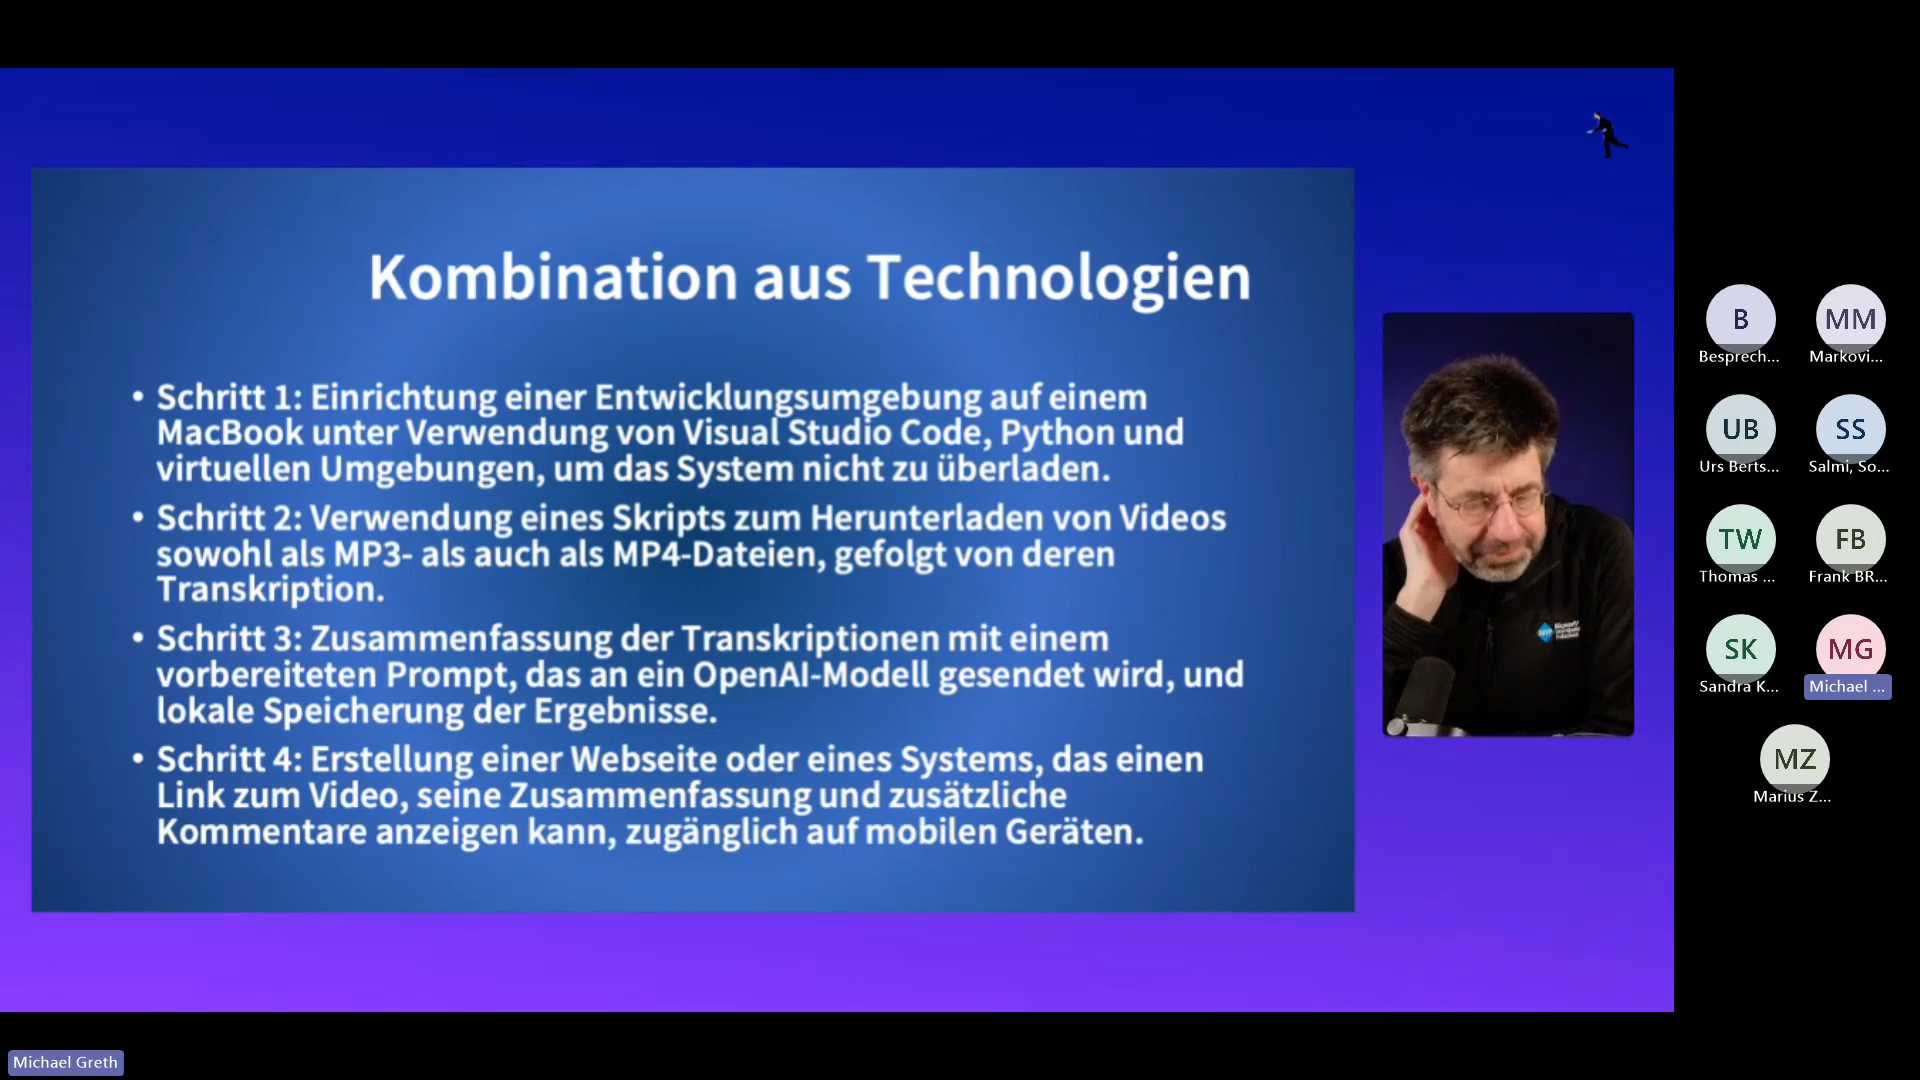 Kombination aus Technologien
• Schritt 1: Einrichtung einer Entwicklungsumgebung auf einem
MacBook unter Verwendung von Visual Studio Code, Python und
virtuellen Umgebungen, um das System nicht zu überladen.
• Schritt 2: Verwendung eines Skripts zum Herunterladen von Videos
sowohl als MP3- als auch als MP4-Dateien, gefolgt von deren
Transkription.
• Schritt 3: Zusammenfassung der Transkriptionen mit einem
vorbereiteten Prompt, das an ein OpenAI-Modell gesendet wird, und
lokale Speicherung der Ergebnisse.
• Schritt 4: Erstellung einer Webseite oder eines Systems, das einen
Link zum Video, seine Zusammenfassung und zusätzliche
Kommentare anzeigen kann, zugänglich auf mobilen Geräten.
B
Besprech...
MM
Markovi...
UB
Urs Berts...
SS
Salmi, So...
TW
Thomas ...
FB
Frank BR...
SK
Sandra K...
MG
Michael ...
MZ
Marius Z...
Michael Greth